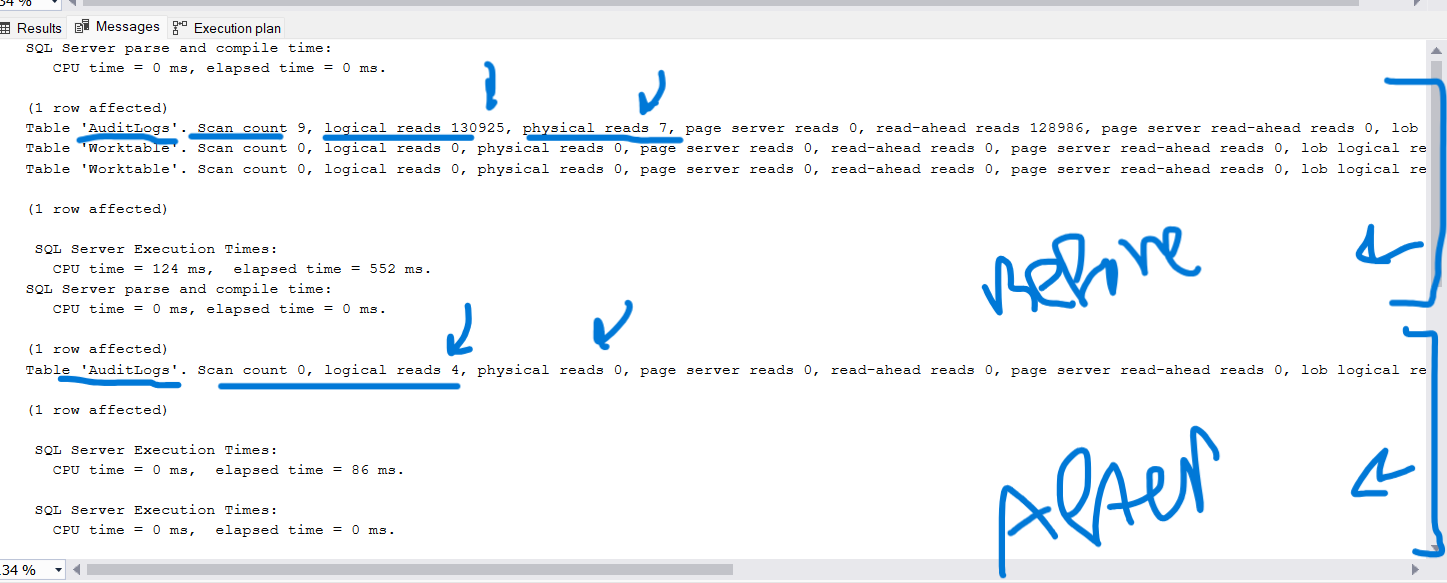 34 %
Results Messages Execution plan
SQL Server parse and compile time:
CPU time = 0 ms, elapsed time = 0 ms.
(1 row affected)
Table 'AuditLogs'. Scan count 9, logical reads 130925, physical reads 7, page server reads 0, read-ahead reads 128986, page server read-ahead reads 0, lob
Table 'Worktable'. Scan count 0, logical reads 0, physical reads 0, page server reads 0, read-ahead reads 0, page server read-ahead reads 0, lob logical re
Table 'Worktable'. Scan count 0, logical reads 0, physical reads 0, page server reads 0, read-ahead reads 0, page server read-ahead reads 0, lob logical re
(1 row affected)
SQL Server Execution Times:
CPU time = 124 ms, elapsed time = 552 ms.
Before
SQL Server parse and compile time:
CPU time = 0 ms, elapsed time = 0 ms.
(1 row affected)
Table 'AuditLogs'. Scan count 0, logical reads 4, physical reads 0, page server reads 0, read-ahead reads 0, page server read-ahead reads 0, lob logical re
(1 row affected)
SQL Server Execution Times:
CPU time = 0 ms, elapsed time = 86 ms.
After
SQL Server Execution Times:
CPU time = 0 ms, elapsed time = 0 ms.
34 %